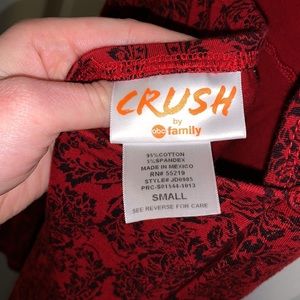 CRUSH
by
abc family
95%COTTON
5%SPANDEX
MADE IN MEXICO
RN# 55219
STYLE# JD0985
PRC-S01544-1013
SMALL
SEE REVERSE FOR CARE